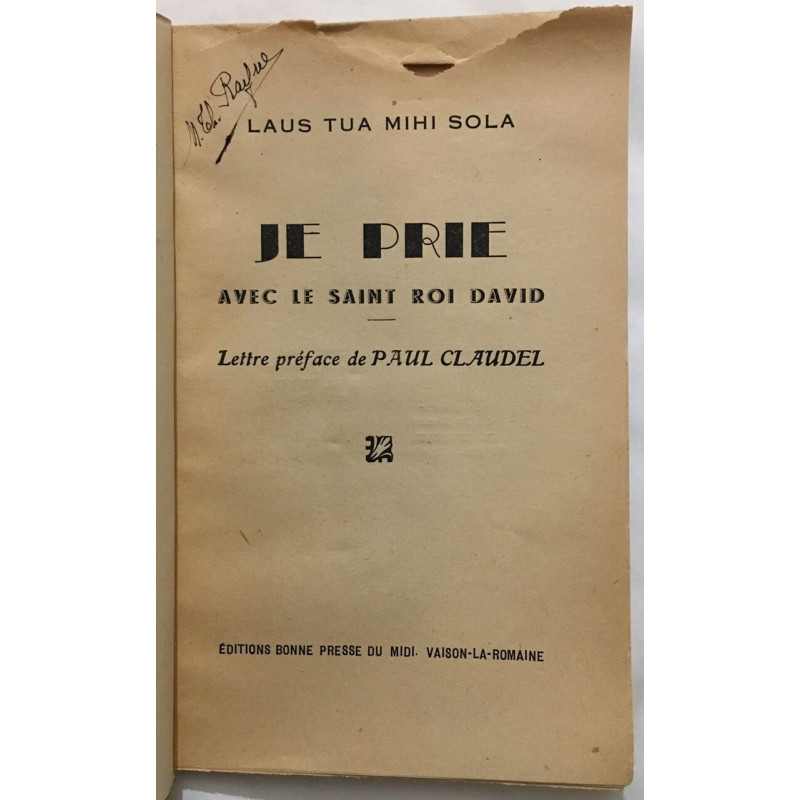 LAUS TUA MIHI SOLA
JE PRIE
AVEC LE SAINT ROI DAVID
Lettre préface de PAUL CLAUDEL
ÉDITIONS BONNE PRESSE DU MIDI. VAISON-LA-ROMAINE